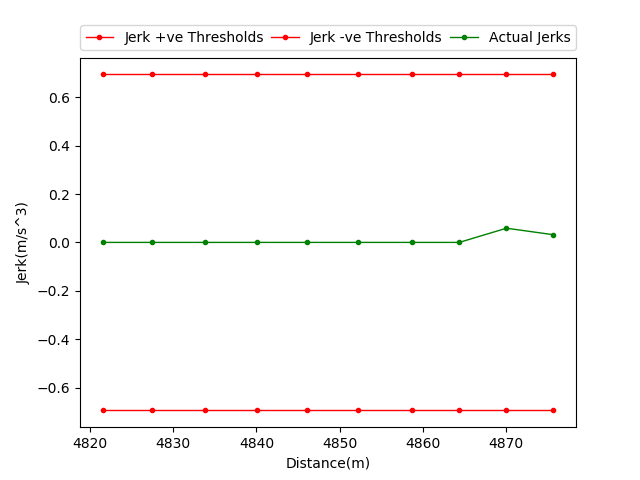 Jerk +ve Thresholds Jerk -ve Thresholds Actual Jerks
0.6
0.4
0.2
0.0
−0.2
−0.4
−0.6
Jerk(m/s^3)
4820 4830 4840 4850 4860 4870
Distance(m)